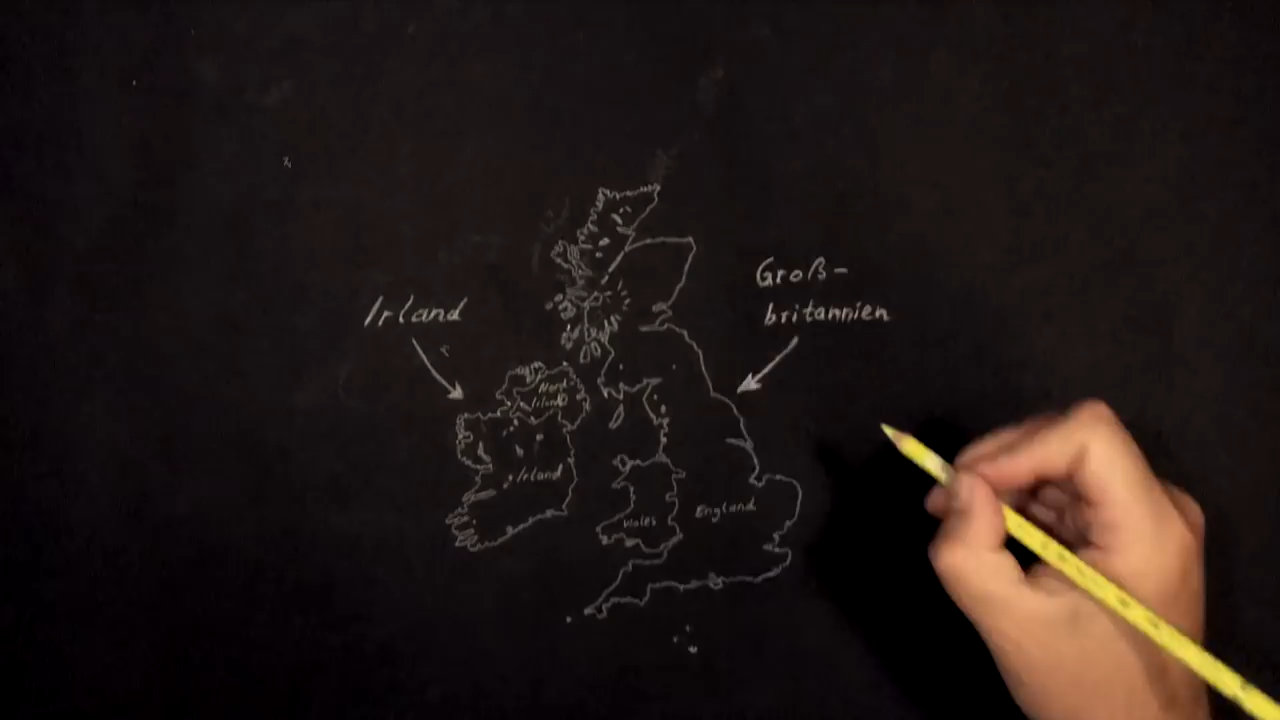 Groß-
britannien
Irland
Nord
irland
Irland
England
Wales